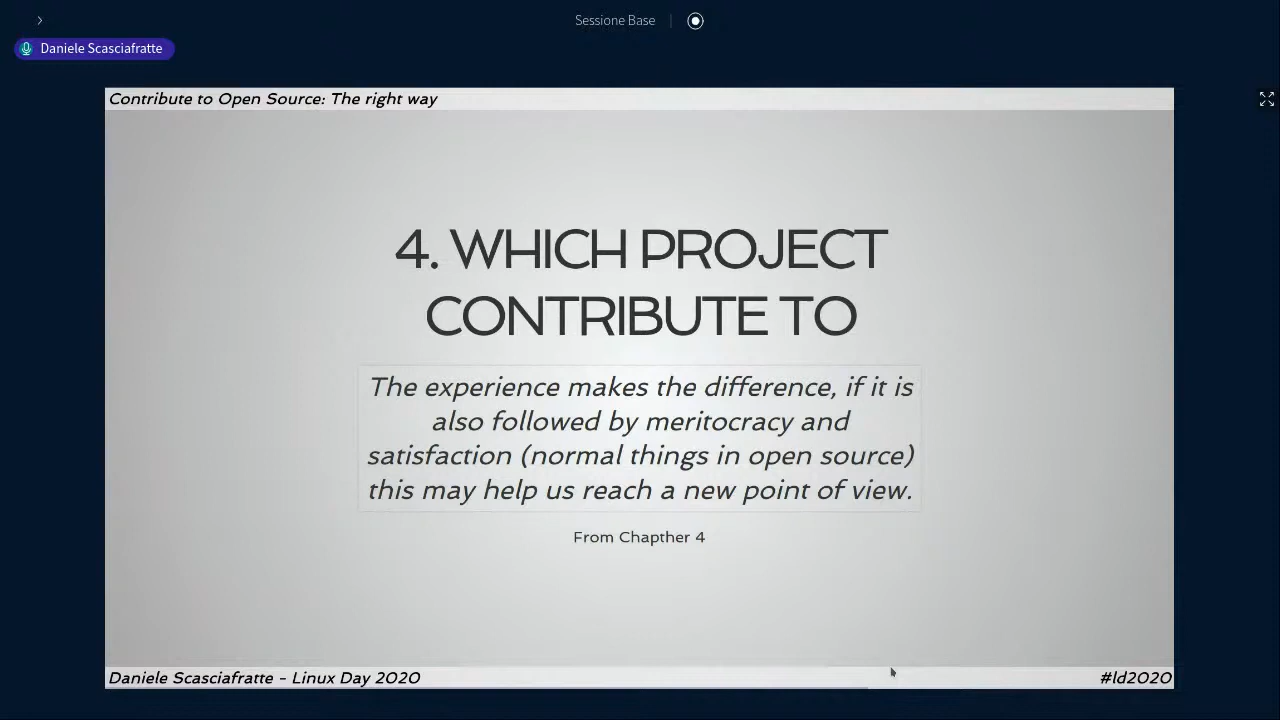 Sessione Base
Daniele Scasciafratte
Contribute to Open Source: The right way
4. WHICH PROJECT
CONTRIBUTE TO
The experience makes the difference, if it is
also followed by meritocracy and
satisfaction (normal things in open source)
this may help us reach a new point of view.
From Chapther 4
Daniele Scasciafratte - Linux Day 2020
#ld2020